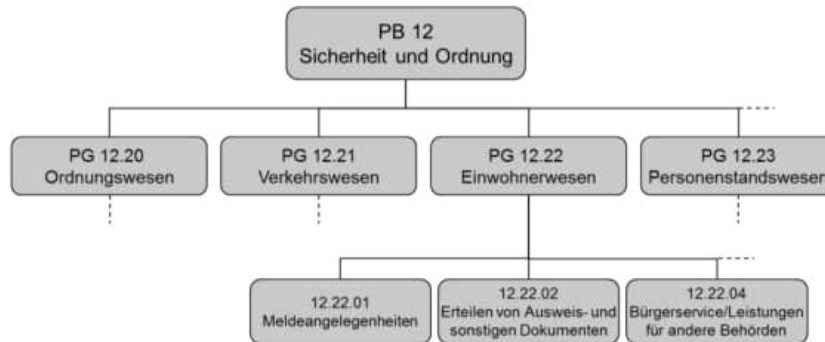 PB 12
Sicherheit und Ordnung
PG 12.20
Ordnungswesen
PG 12.21
Verkehrswesen
PG 12.22
Einwohnerwesen
PG 12.23
Personenstandswesen
12.22.01
Meldeangelegenheiten
12.22.02
Erteilen von Ausweis- und
sonstigen Dokumenten
12.22.04
Bürgerservice/Leistungen
für andere Behörden